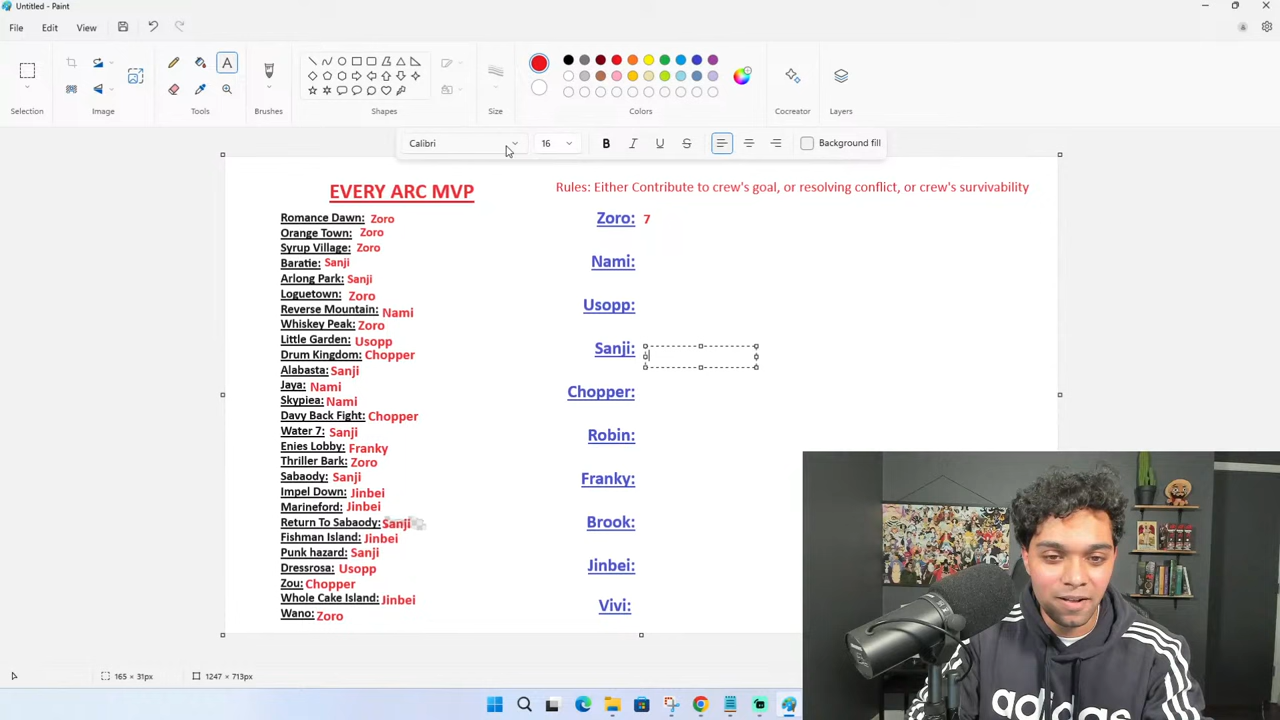 Untitled - Paint
File Edit View
Selection Image Tools Brushes Shapes Size Colors Cocreator Layers
Calibri 16 B I U S Background fill
EVERY ARC MVP
Romance Dawn: Zoro
Orange Town: Zoro
Syrup Village: Zoro
Baratie: Sanji
Arlong Park: Sanji
Loguetown: Zoro
Reverse Mountain: Nami
Whiskey Peak: Zoro
Little Garden: Usopp
Drum Kingdom: Chopper
Alabasta: Sanji
Jaya: Nami
Skypiea: Nami
Davy Back Fight: Chopper
Water 7: Sanji
Enies Lobby: Franky
Thriller Bark: Zoro
Sabaody: Sanji
Impel Down: Jinbei
Marineford: Jinbei
Return To Sabaody: Sanji
Fishman Island: Jinbei
Punk hazard: Sanji
Dressrosa: Usopp
Zou: Chopper
Whole Cake Island: Jinbei
Wano: Zoro
Rules: Either Contribute to crew's goal, or resolving conflict, or crew's survivability
Zoro: 7
Nami:
Usopp:
Sanji:
Chopper:
Robin:
Franky:
Brook:
Jinbei:
Vivi:
adidas
165 × 31px 1247 × 713px